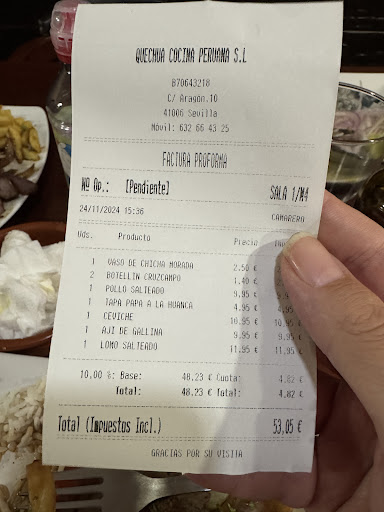 QUECHUA COCINA PERUANA S.L
B70643218
C/ Aragón.10
41006 Sevilla
Móvil: 632 66 43 25
FACTURA PROFORMA
Nº Op.: [Pendiente] SALA 1/M4
24/11/2024 15:36 CAMARERO
Uds. Producto Precio
1 VASO DE CHICHA MORADA 2.50 €
2 BOTELLIN CRUZCAMPO 1.40 €
1 POLLO SALTEADO 9.95 € 9.95 €
1 TAPA PAPA A LA HUANCA 4.95 € 4.95 €
1 CEVICHE 10.95 € 10.95 €
1 AJI DE GALLINA 9.95 € 9.95 €
1 LOMO SALTEADO 11.95 € 11.95 €
10.00 %: Base: 48.23 € Cuota: 4.82 €
Total: 48.23 € Total: 4.82 €
Total (Impuestos Incl.) 53,05 €
GRACIAS POR SU VISITA